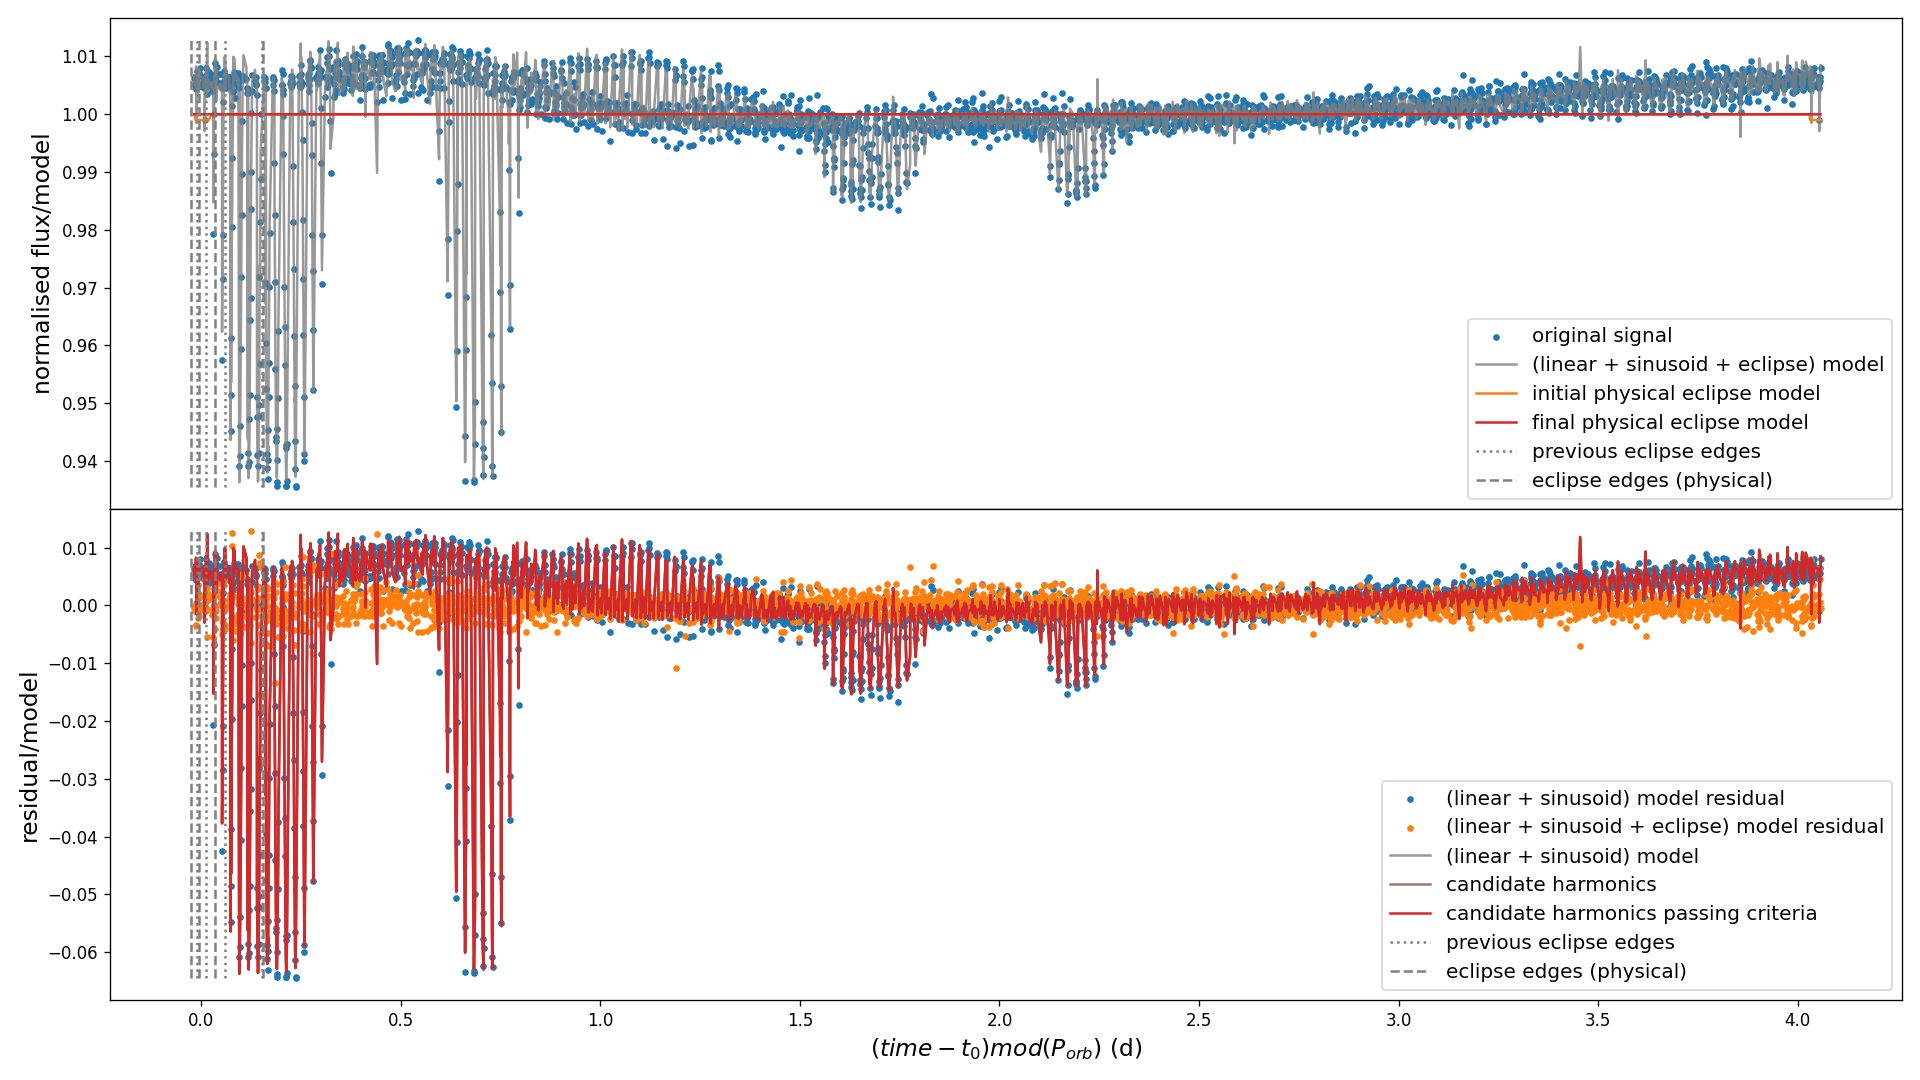 normalised flux/model
1.01
1.00
0.99
0.98
0.97
0.96
0.95
0.94
original signal
(linear + sinusoid + eclipse) model
initial physical eclipse model
final physical eclipse model
previous eclipse edges
eclipse edges (physical)
residual/model
0.01
0.00
−0.01
−0.02
−0.03
−0.04
−0.05
−0.06
(linear + sinusoid) model residual
(linear + sinusoid + eclipse) model residual
(linear + sinusoid) model
candidate harmonics
candidate harmonics passing criteria
previous eclipse edges
eclipse edges (physical)
0.0 0.5 1.0 1.5 2.0 2.5 3.0 3.5 4.0
(time − t₀)mod(Pₒᵣb) (d)